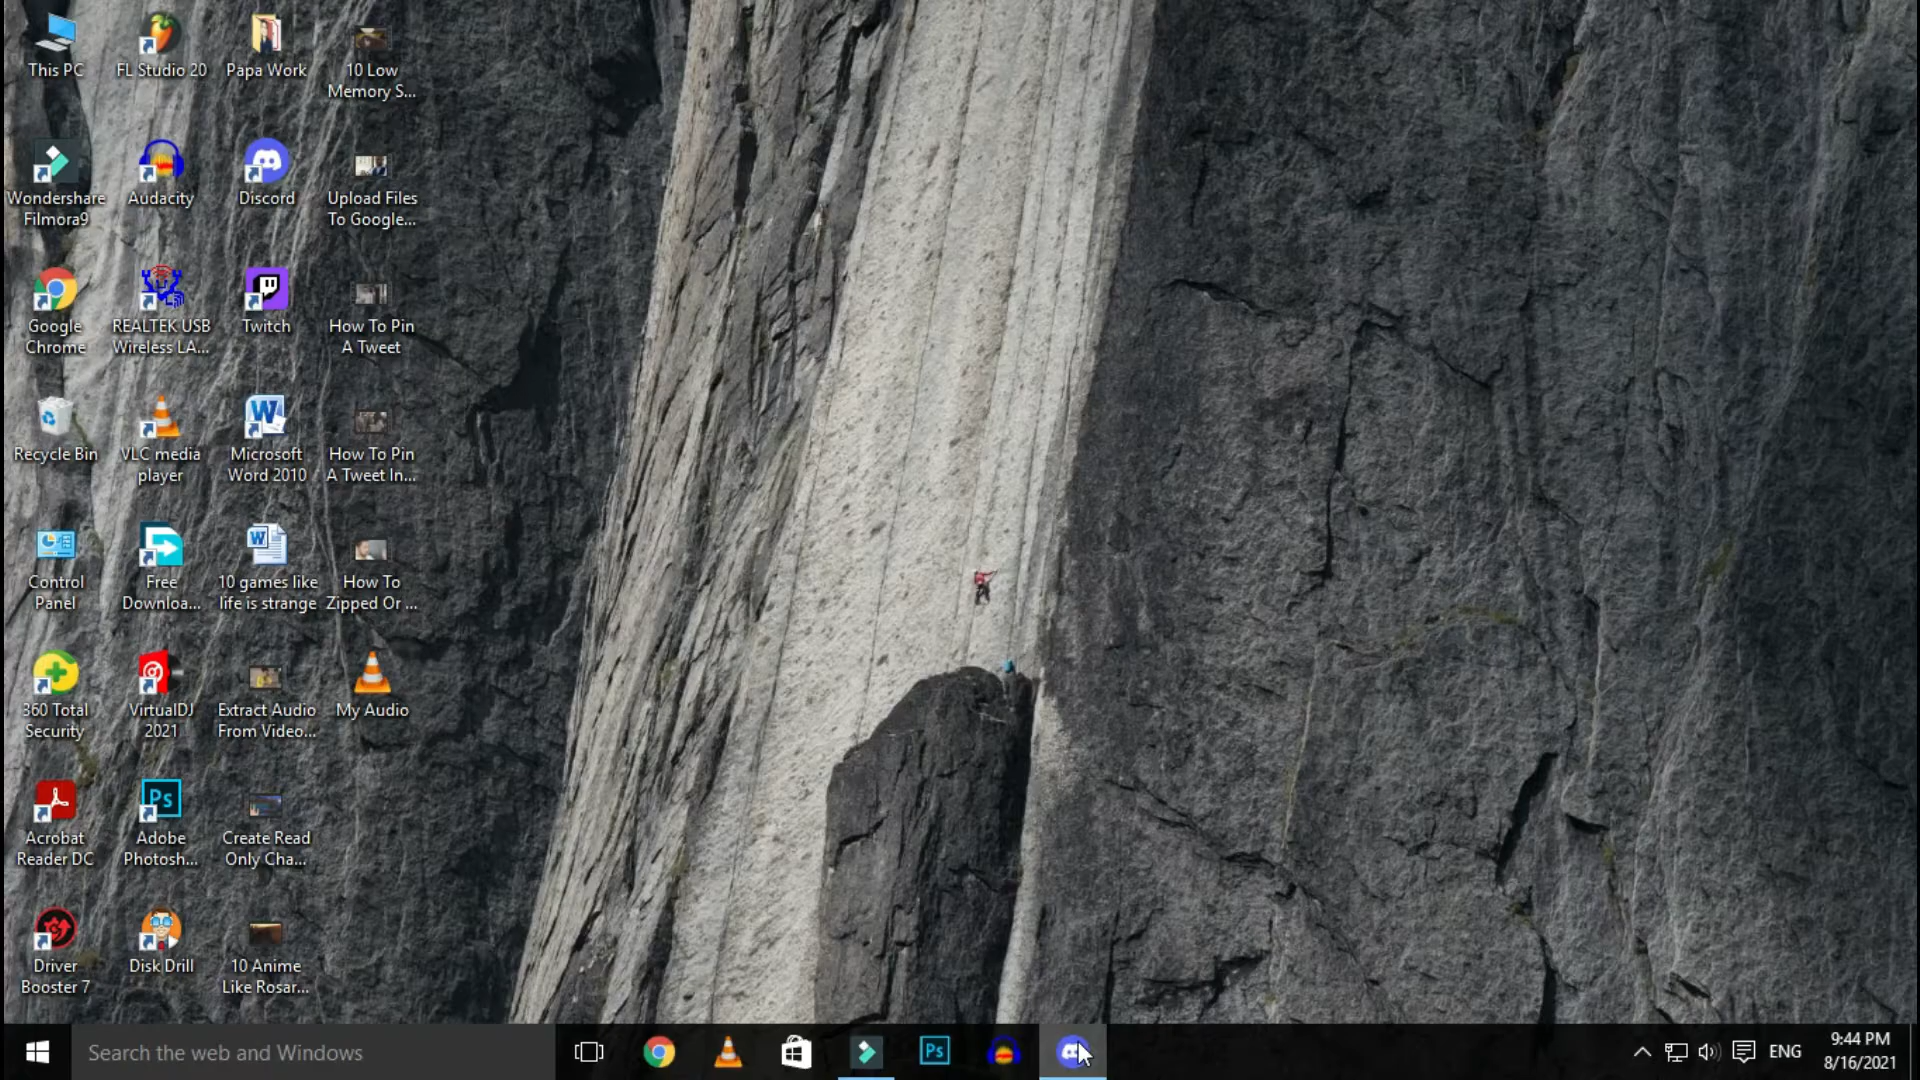 This PC
FL Studio 20
Papa Work
10 Low
Memory S...
Wondershare
Filmora9
Audacity
Discord
Upload Files
To Google...
Google
Chrome
REALTEK USB
Wireless LA...
Twitch
How To Pin
A Tweet
Recycle Bin
VLC media
player
Microsoft
Word 2010
How To Pin
A Tweet In...
Control
Panel
Free
Downloa...
10 games like
life is strange
How To
Zipped Or ...
360 Total
Security
VirtualDJ
2021
Extract Audio
From Video...
My Audio
Acrobat
Reader DC
Ps
Adobe
Photosh...
Create Read
Only Cha...
Driver
Booster 7
Disk Drill
10 Anime
Like Rosar...
Search the web and Windows
Ps
ENG
9:44 PM
8/16/2021